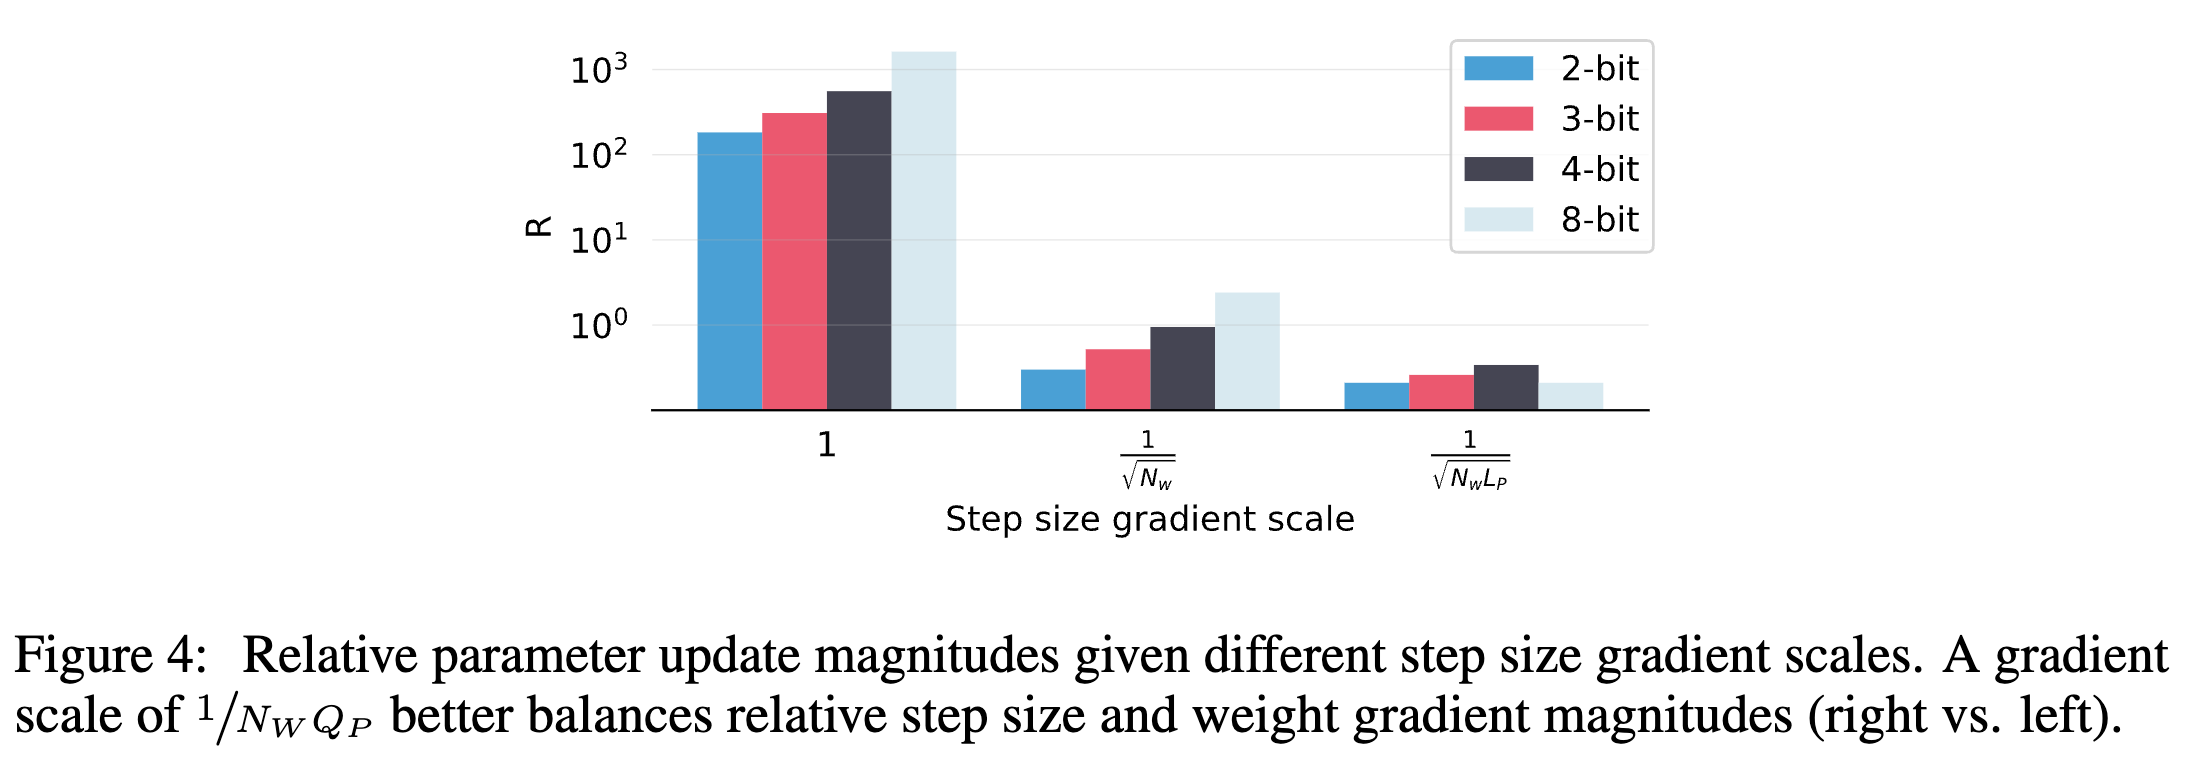 10³
10²
10¹
10⁰
R
2-bit
3-bit
4-bit
8-bit
1
1/√N_w
1/√N_wL_P
Step size gradient scale
Figure 4: Relative parameter update magnitudes given different step size gradient scales. A gradient
scale of 1/N_W Q_P better balances relative step size and weight gradient magnitudes (right vs. left).